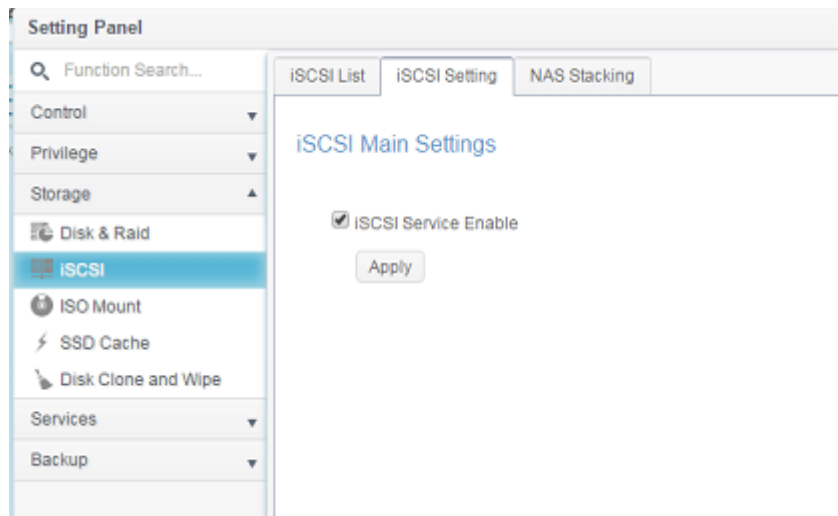 Setting Panel
Function Search...
Control
Privilege
Storage
Disk & Raid
iSCSI
ISO Mount
SSD Cache
Disk Clone and Wipe
Services
Backup
iSCSI List
iSCSI Setting
NAS Stacking
iSCSI Main Settings
iSCSI Service Enable
Apply